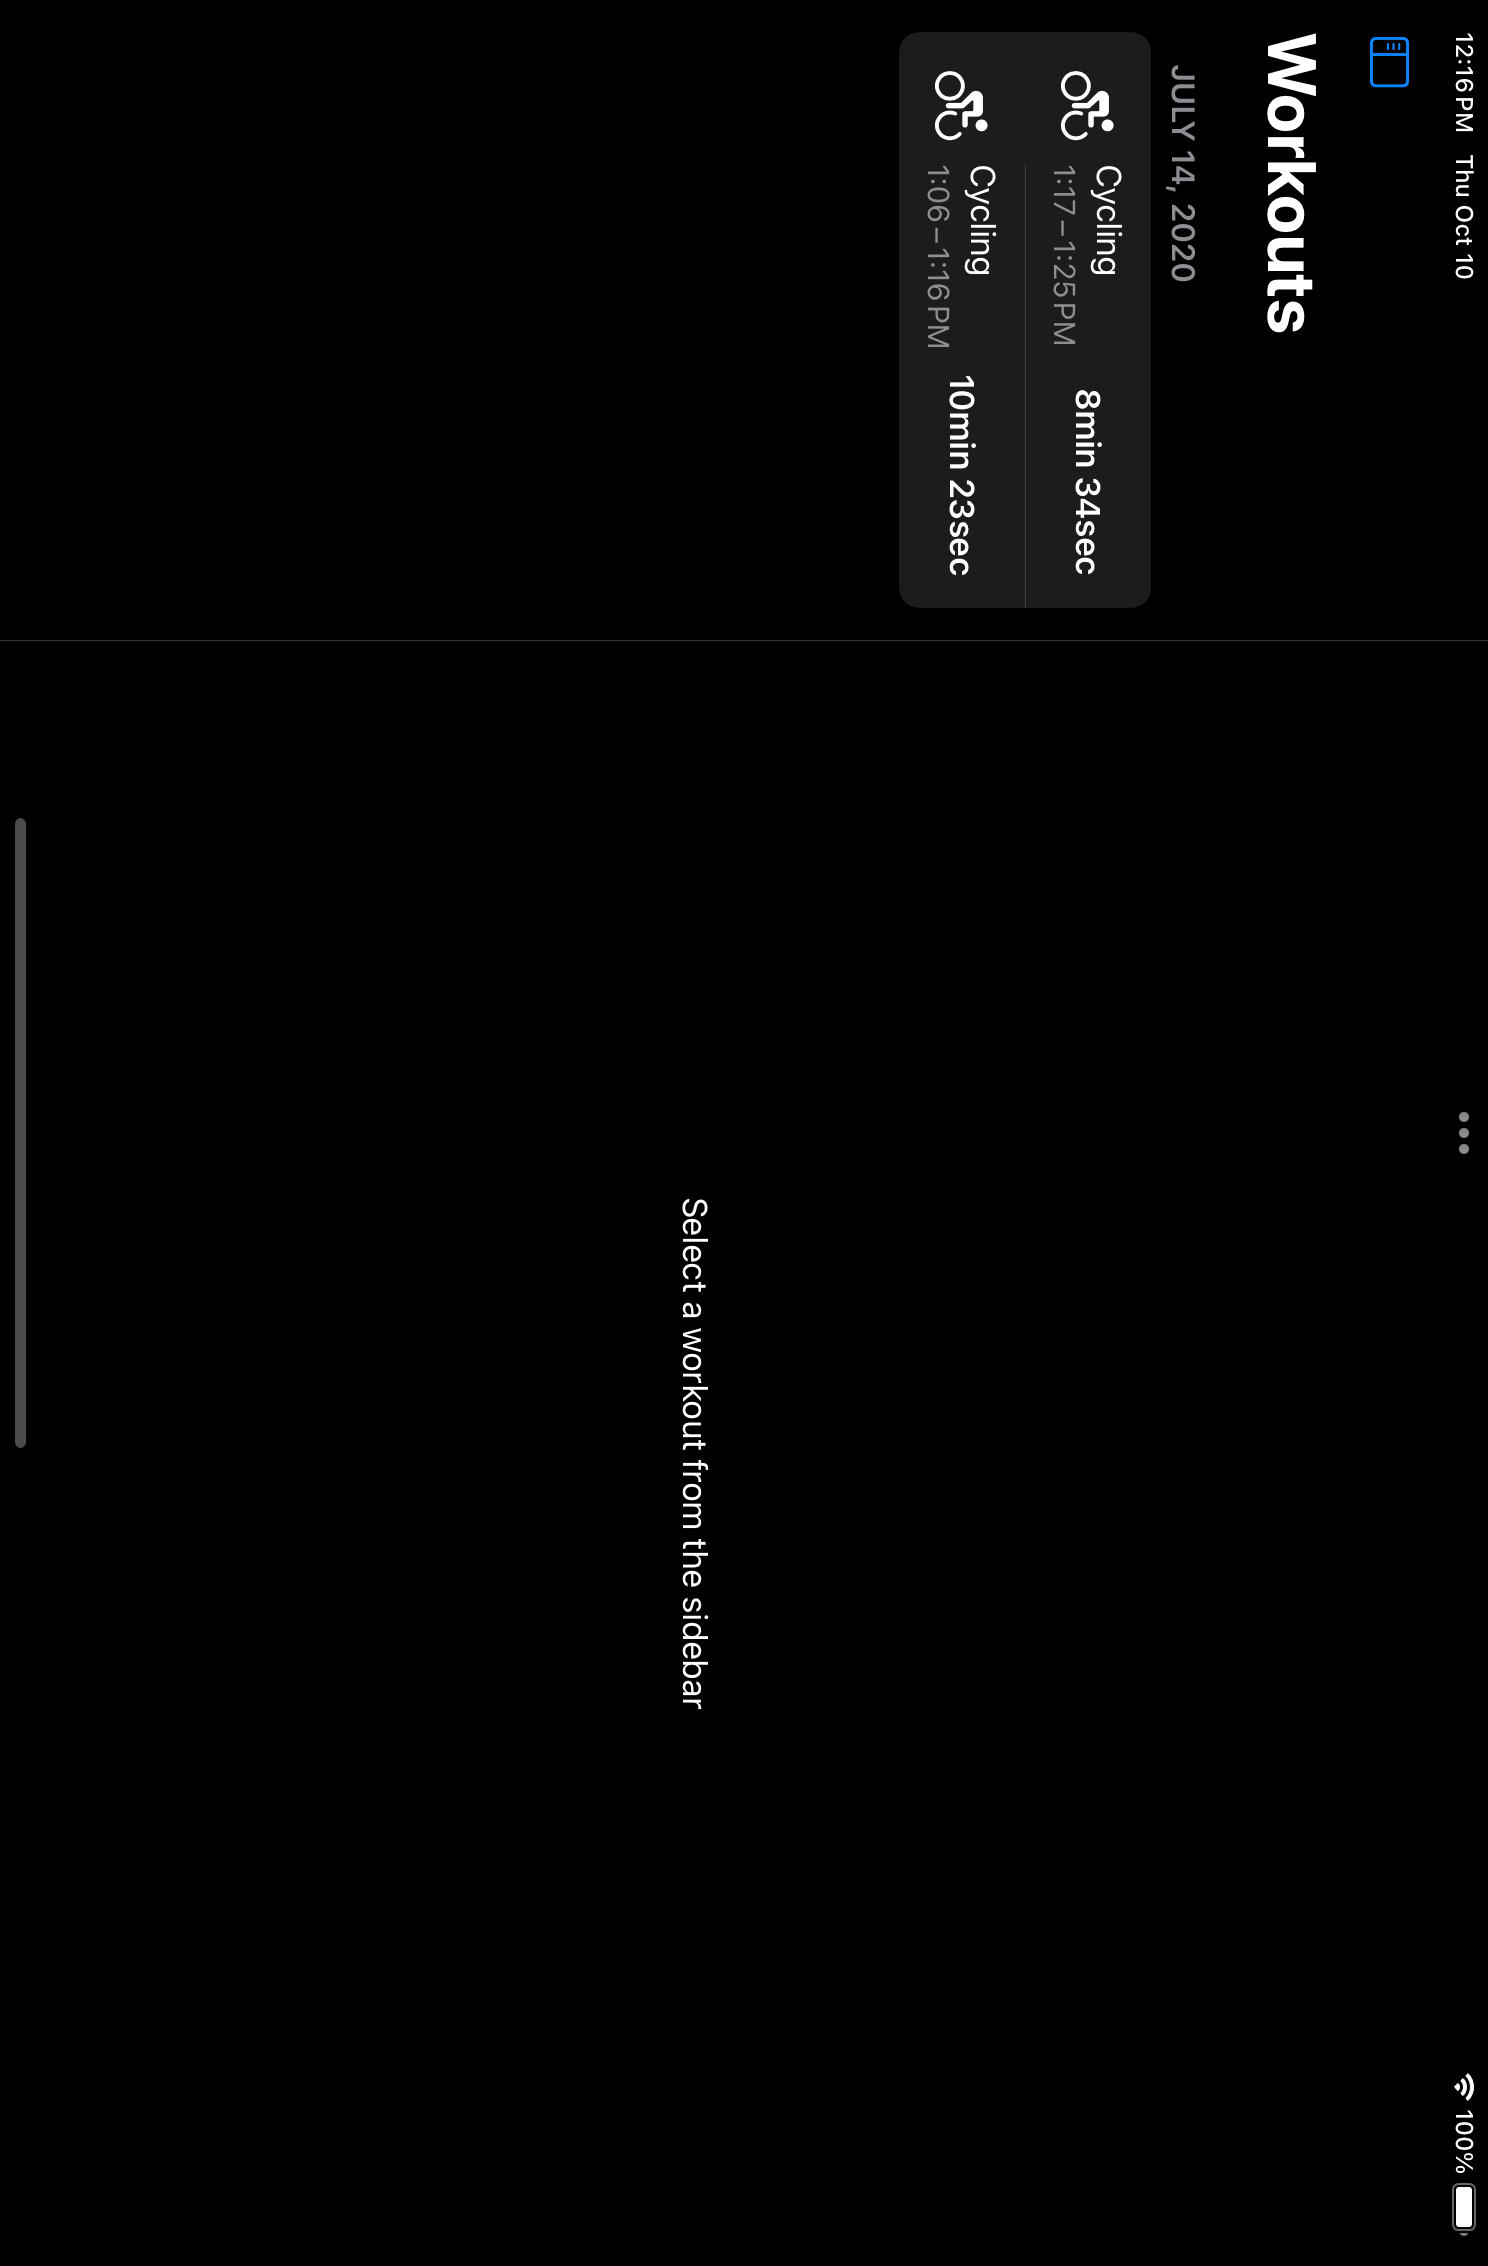 12:16 PM Thu Oct 10
100%
Workouts
JULY 14, 2020
Cycling
1:17 – 1:25 PM
8min 34sec
Cycling
1:06 – 1:16 PM
10min 23sec
Select a workout from the sidebar